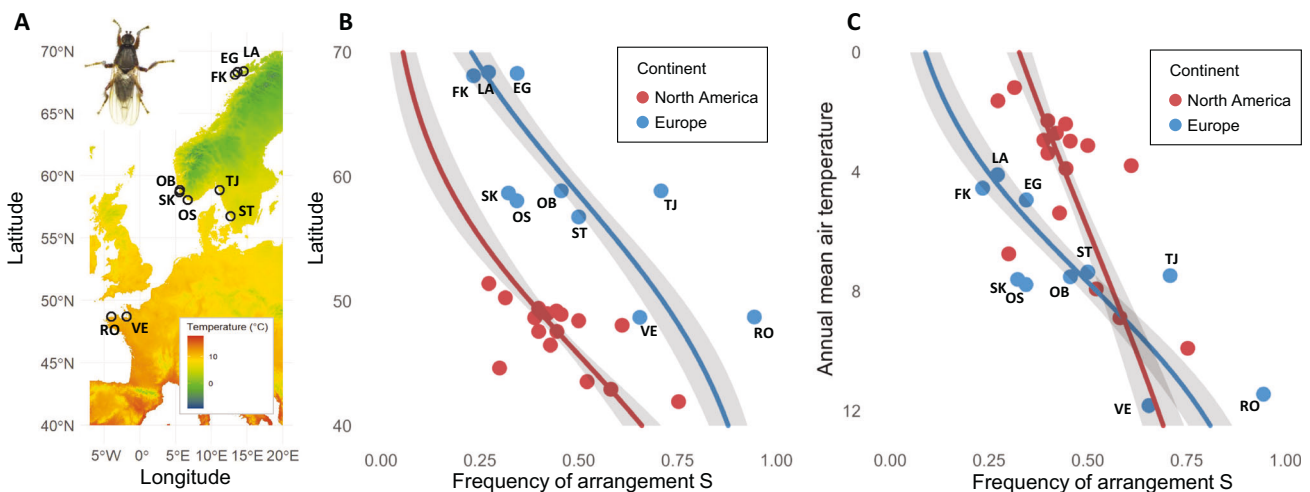 A
70°N
65°N
60°N
55°N
50°N
45°N
40°N
Latitude
5°W 0°E 5°E 10°E 15°E 20°E
Longitude
EG
LA
FK
OB
SK
OS
TJ
ST
RO
VE
Temperature (°C)
10
0
B
70
60
50
40
Latitude
0.00 0.25 0.50 0.75 1.00
Frequency of arrangement S
Continent
North America
Europe
FK
LA
EG
SK
OS
OB
ST
TJ
VE
RO
C
0
4
8
12
Annual mean air temperature
0.00 0.25 0.50 0.75 1.00
Frequency of arrangement S
Continent
North America
Europe
LA
FK
EG
ST
TJ
SK
OS
OB
VE
RO